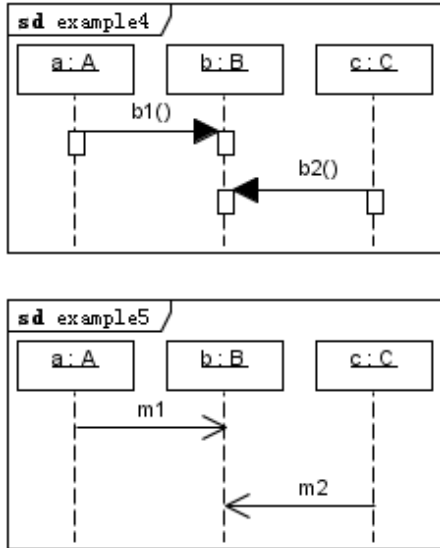 sd example4
a : A b : B c : C
b1()
b2()
sd example5
a : A b : B c : C
m1
m2